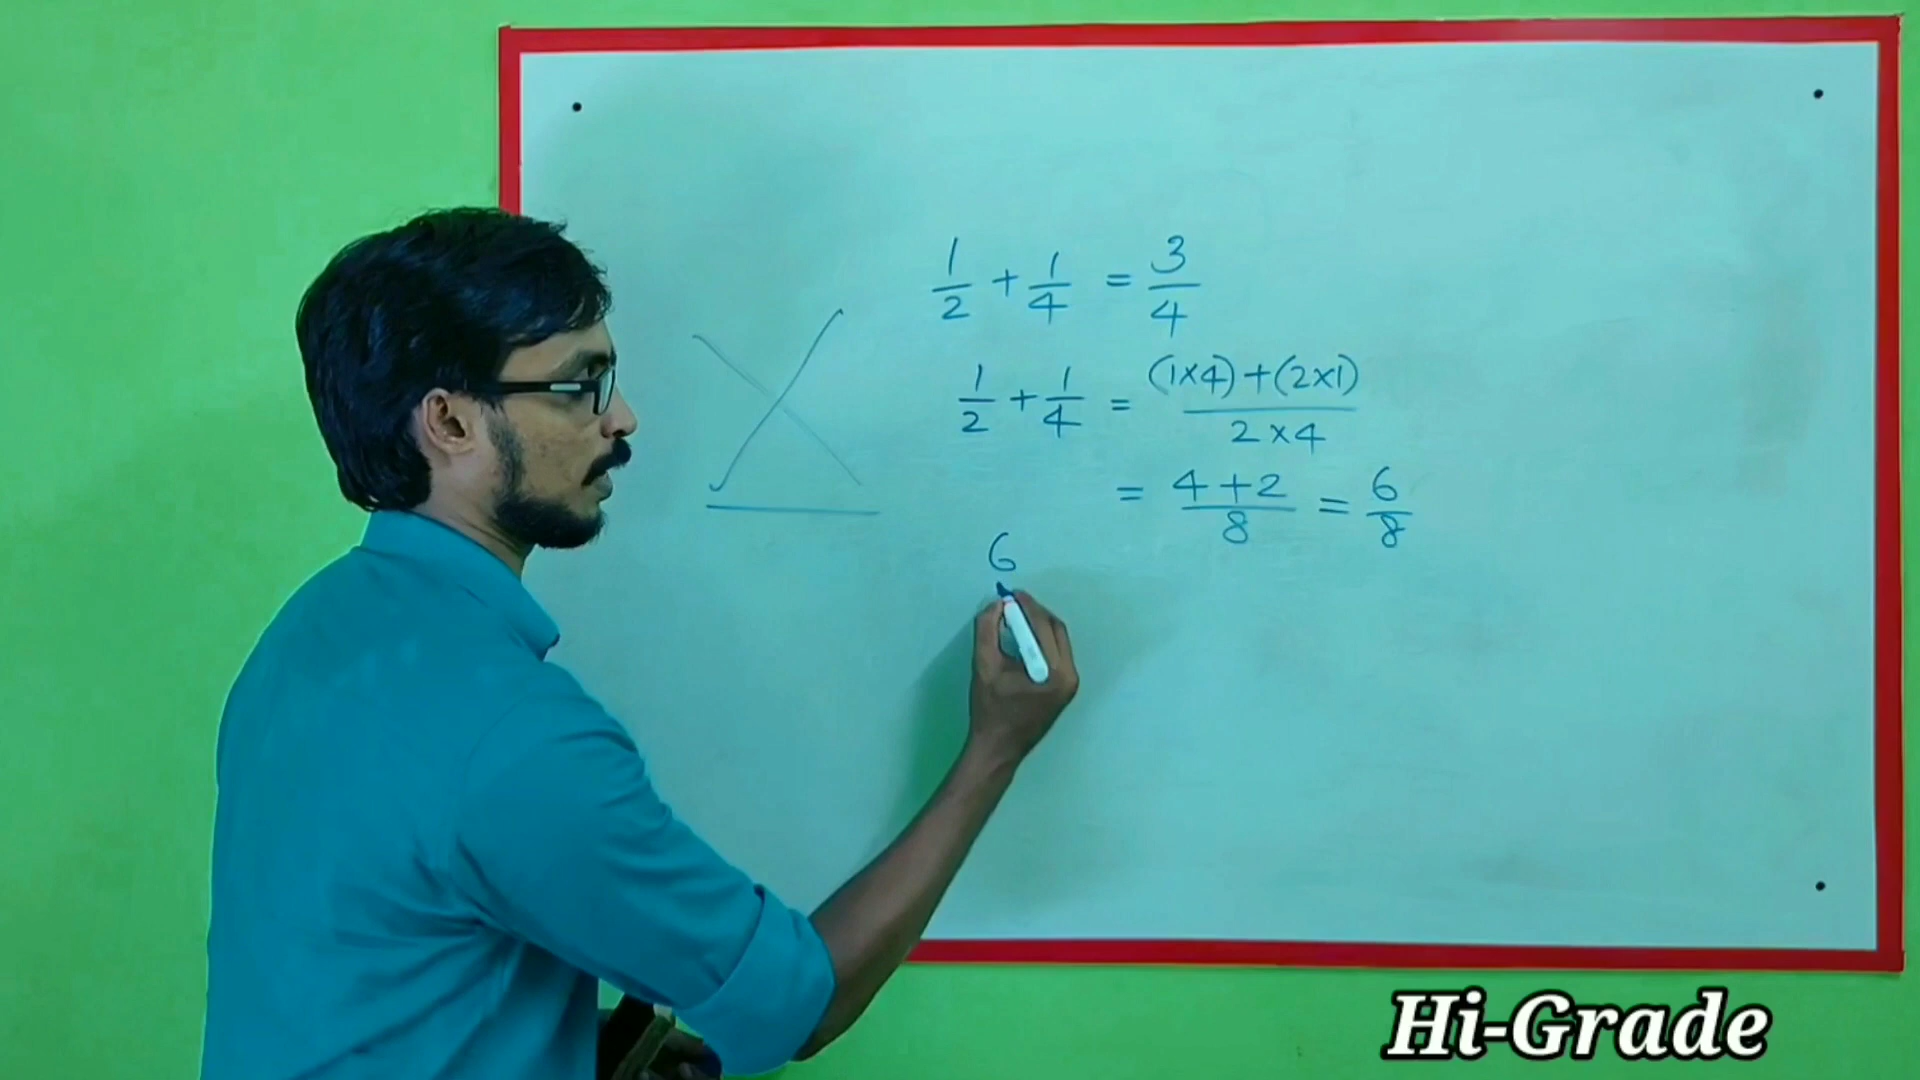 1/2 + 1/4 = 3/4
1/2 + 1/4 = (1×4)+(2×1)/2×4
= 4+2/8 = 6/8
6
Hi-Grade